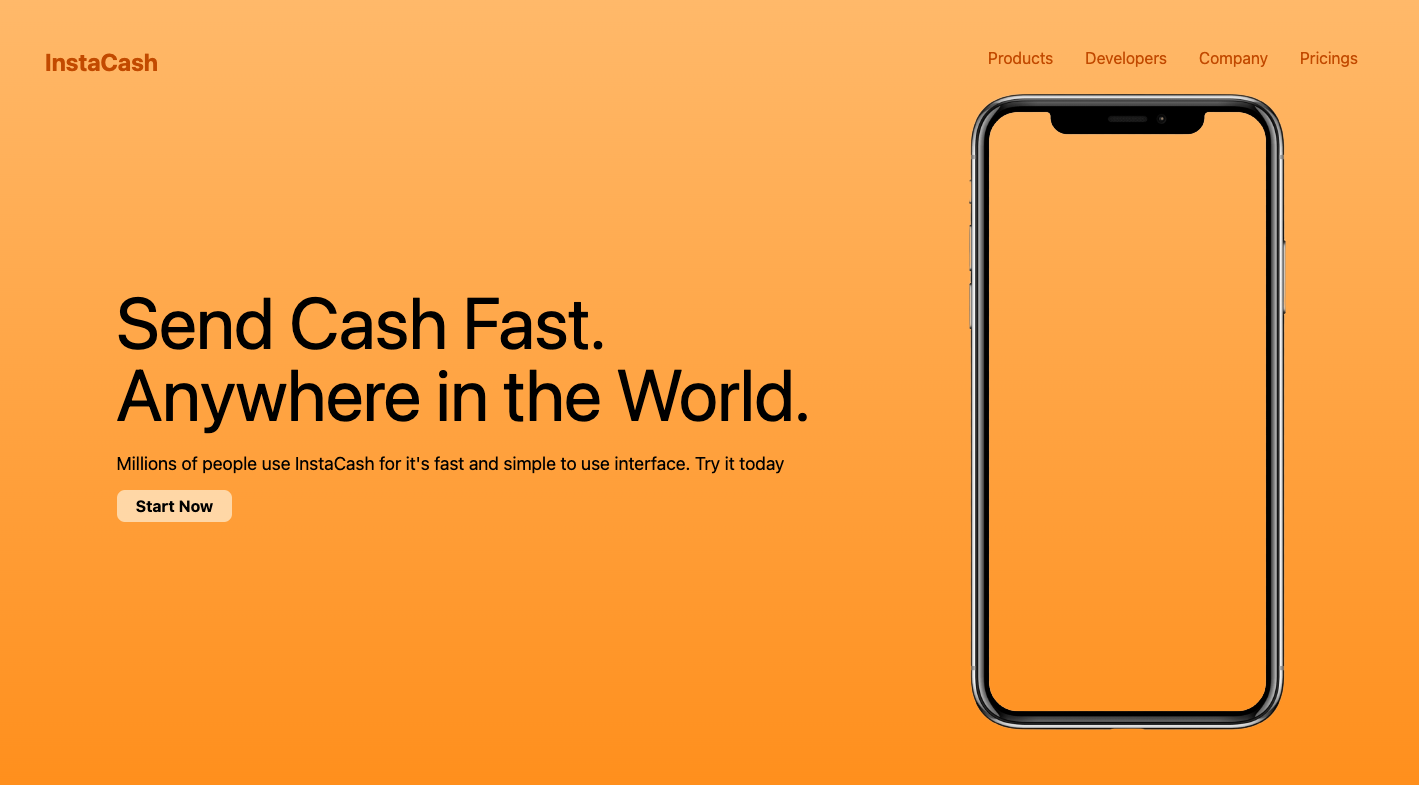 InstaCash
Products Developers Company Pricings
Send Cash Fast.
Anywhere in the World.
Millions of people use InstaCash for it's fast and simple to use interface. Try it today
Start Now